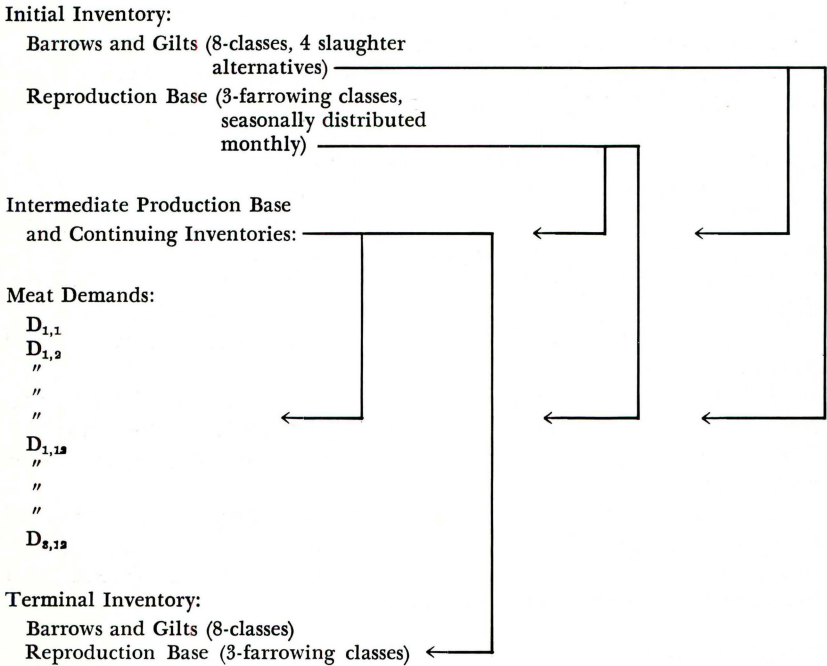 Initial Inventory:
Barrows and Gilts (8-classes, 4 slaughter
alternatives)
Reproduction Base (3-farrowing classes,
seasonally distributed
monthly)
Intermediate Production Base
and Continuing Inventories:
Meat Demands:
D₁,₁
D₁,₂
"
"
"
D₁,₁₂
"
"
"
D₃,₁₂
Terminal Inventory:
Barrows and Gilts (8-classes)
Reproduction Base (3-farrowing classes)